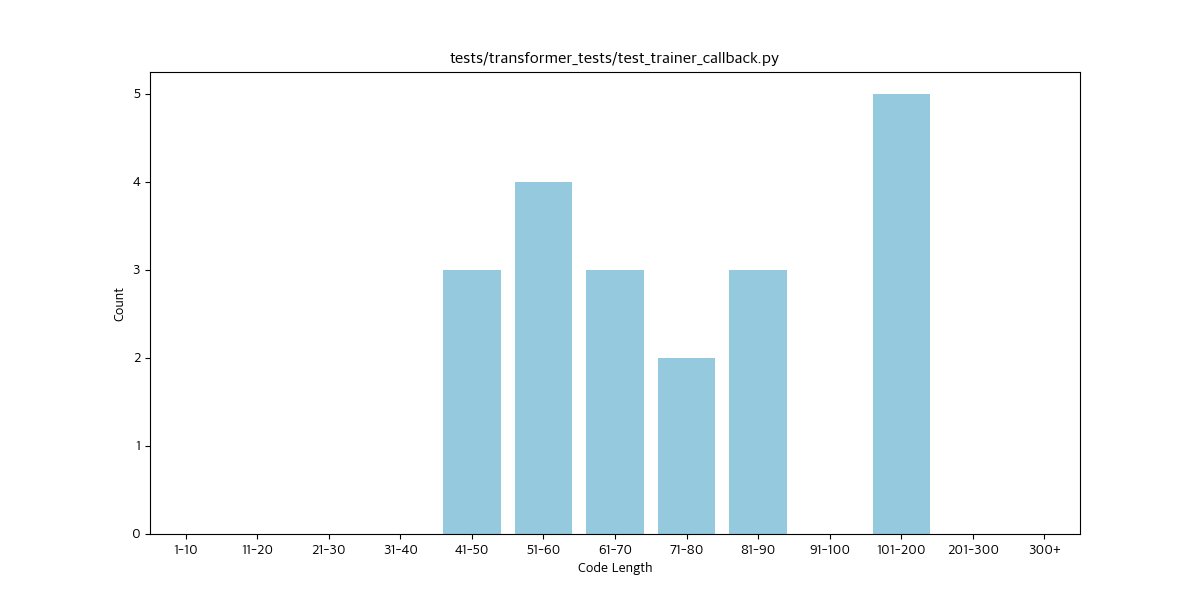 tests/transformer_tests/test_trainer_callback.py
5
4
3
2
1
0
Count
1-10 11-20 21-30 31-40 41-50 51-60 61-70 71-80 81-90 91-100 101-200 201-300 300+
Code Length